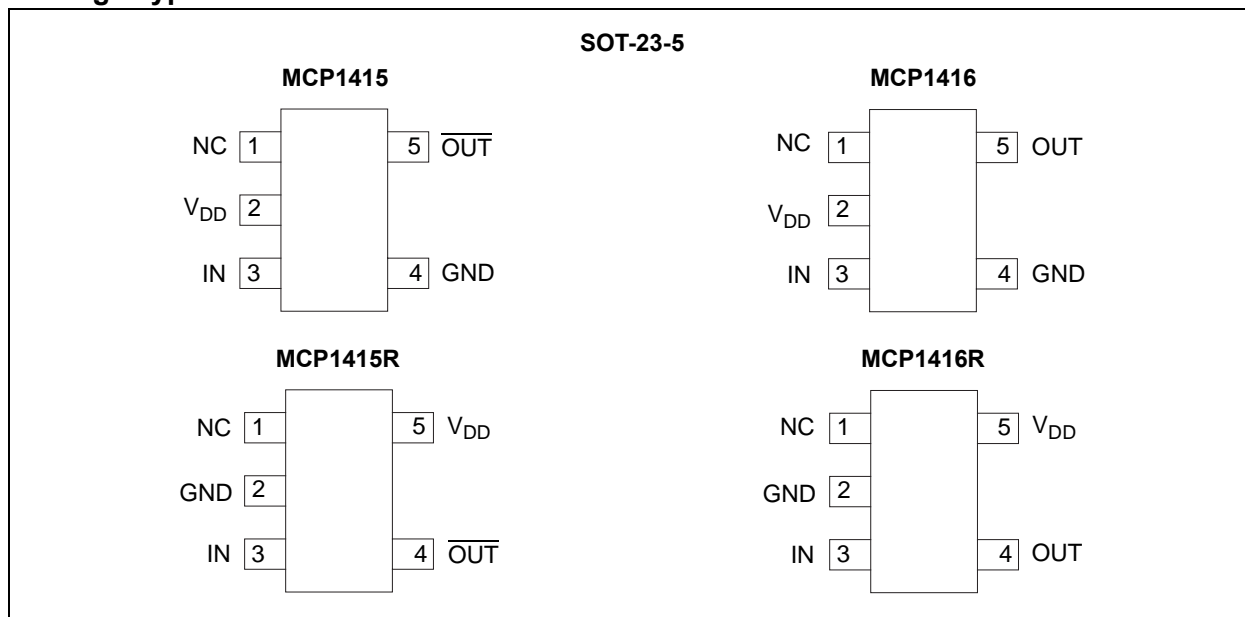 SOT-23-5
MCP1415
NC 1 5 O̅U̅T̅
VDD 2
IN 3 4 GND
MCP1416
NC 1 5 OUT
VDD 2
IN 3 4 GND
MCP1415R
NC 1 5 VDD
GND 2
IN 3 4 O̅U̅T̅
MCP1416R
NC 1 5 VDD
GND 2
IN 3 4 OUT